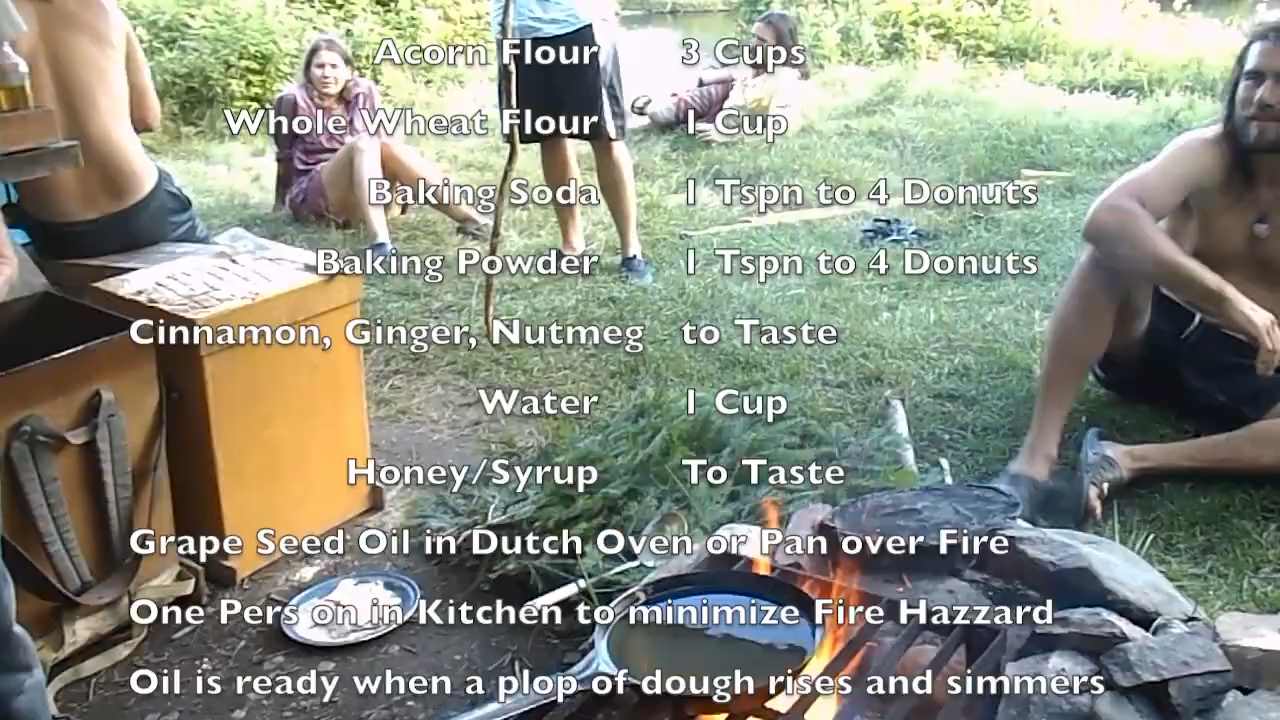 Acorn Flour 3 Cups
Whole Wheat Flour 1 Cup
Baking Soda 1 Tspn to 4 Donuts
Baking Powder 1 Tspn to 4 Donuts
Cinnamon, Ginger, Nutmeg to Taste
Water 1 Cup
Honey/Syrup To Taste
Grape Seed Oil in Dutch Oven or Pan over Fire
One Pers on in Kitchen to minimize Fire Hazzard
Oil is ready when a plop of dough rises and simmers